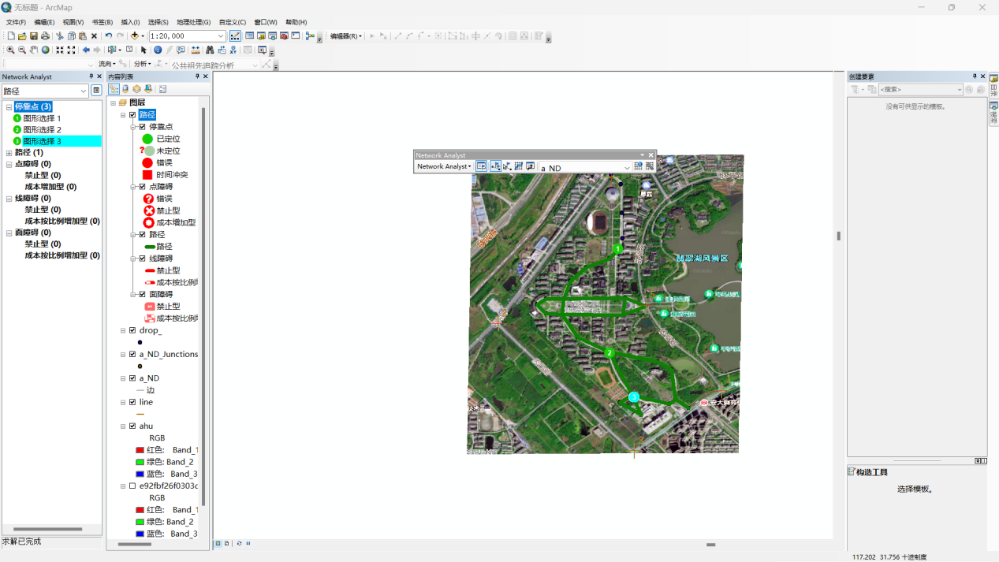 无标题 - ArcMap
文件(F) 编辑(E) 视图(V) 书签(B) 插入(I) 选择(S) 地理处理(G) 自定义(C) 窗口(W) 帮助(H)
1:20,000
编辑器(R)
流向 分析 公共祖先追踪分析
Network Analyst
路径
停靠点 (3)
图形选择 1
图形选择 2
图形选择 3
路径 (1)
点障碍 (0)
禁止型 (0)
成本增加型 (0)
线障碍 (0)
禁止型 (0)
成本按比例增加型 (0)
面障碍 (0)
禁止型 (0)
成本按比例增加型 (0)
求解已完成
内容列表
图层
路径
停靠点
已定位
未定位
错误
时间冲突
点障碍
错误
禁止型
成本增加型
路径
路径
线障碍
禁止型
成本按比例
面障碍
禁止型
成本按比例
drop_
a_ND_Junctions
a_ND
边
line
ahu
RGB
红色: Band_1
绿色: Band_2
蓝色: Band_3
e92fbf26f0303c
RGB
红色: Band_1
绿色: Band_2
蓝色: Band_3
Network Analyst
Network Analyst
a_ND
1
翡翠湖风景区
2
3
创建要素
<搜索>
没有可供显示的模板。
构造工具
选择模板。
117.202 31.756 十进制度